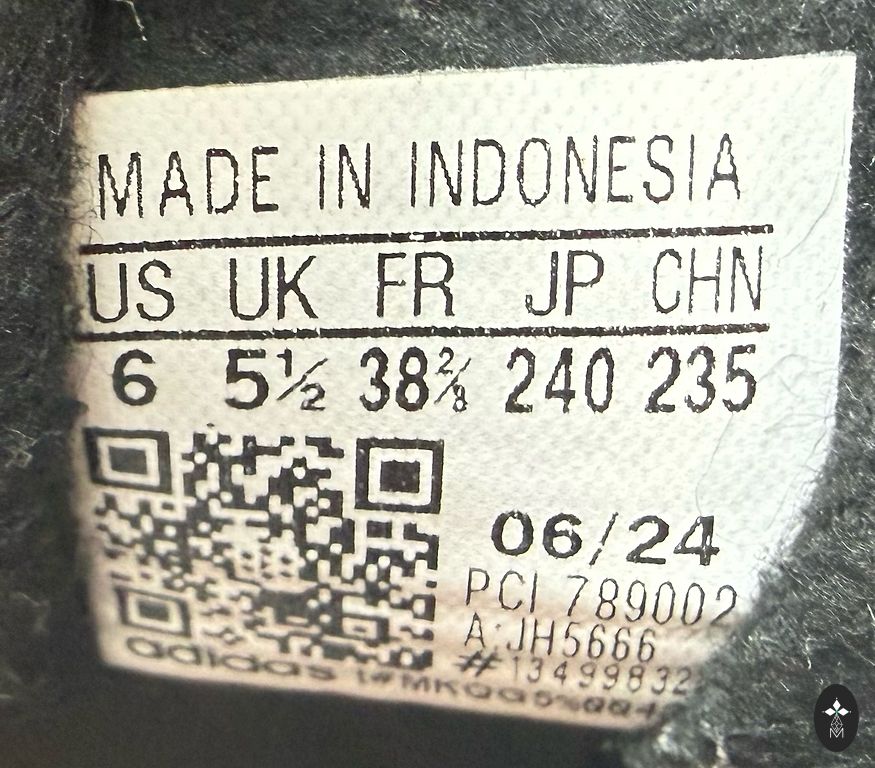 MADE IN INDONESIA
US UK FR JP CHN
6 5½ 38⅔ 240 235
06/24
PCI 789002
A:JH5666
#13499832
adidas
M